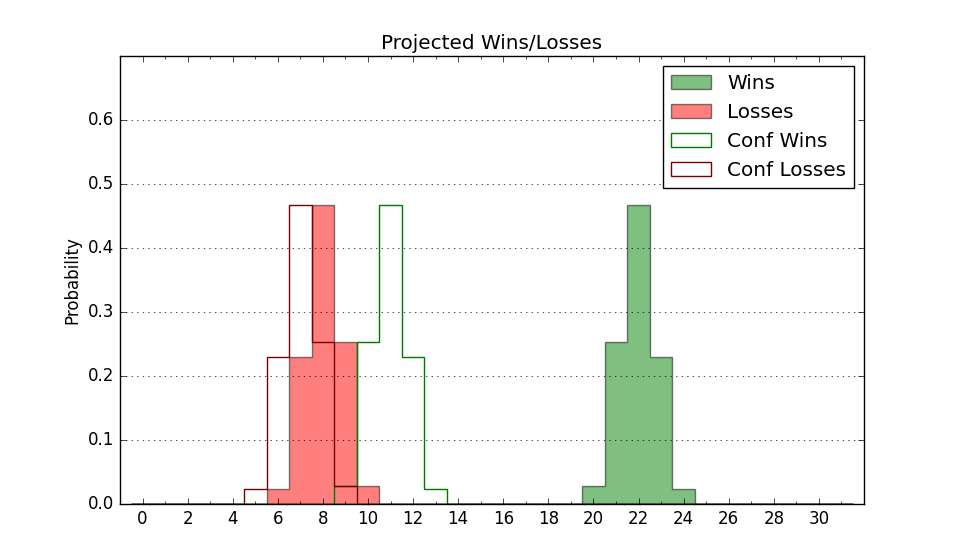 Projected Wins/Losses
Wins
Losses
Conf Wins
Conf Losses
Probability
0.6
0.5
0.4
0.3
0.2
0.1
0.0
0 2 4 6 8 10 12 14 16 18 20 22 24 26 28 30